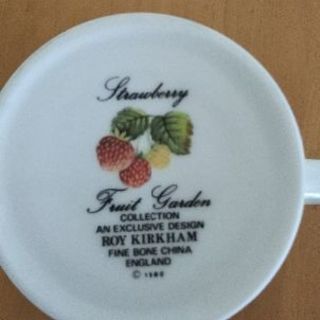 Strawberry
Fruit Garden
COLLECTION
AN EXCLUSIVE DESIGN
ROY KIRKHAM
FINE BONE CHINA
ENGLAND
©